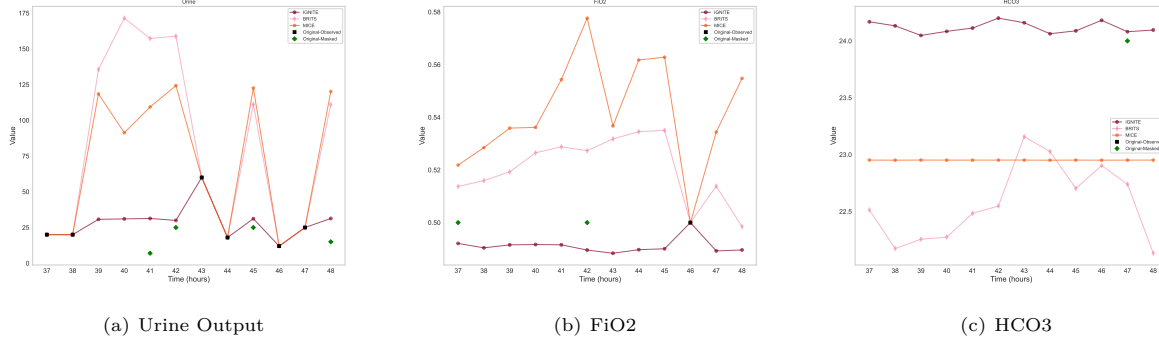 Urine
FiO2
HCO3
IGNITE
BRITS
MICE
Original-Observed
Original-Masked
Value
175
150
125
100
75
50
25
0
37 38 39 40 41 42 43 44 45 46 47 48
Time (hours)
IGNITE
BRITS
MICE
Original-Observed
Original-Masked
Value
0.58
0.56
0.54
0.52
0.50
37 38 39 40 41 42 43 44 45 46 47 48
Time (hours)
IGNITE
BRITS
MICE
Original-Observed
Original-Masked
Value
24.0
23.5
23.0
22.5
37 38 39 40 41 42 43 44 45 46 47 48
Time (hours)
(a) Urine Output
(b) FiO2
(c) HCO3